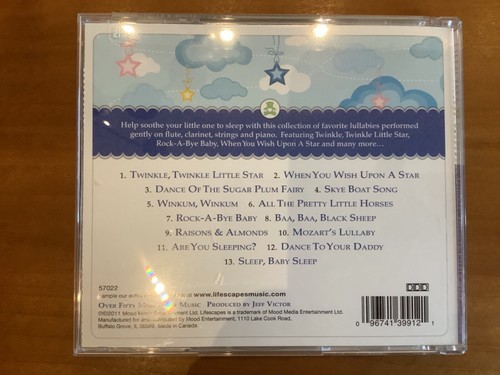 Help soothe your little one to sleep with this collection of favorite lullabies performed
gently on flute, clarinet, strings and piano. Featuring Twinkle, Twinkle Little Star,
Rock-A-Bye Baby, When You Wish Upon A Star and many more...
1. Twinkle, Twinkle Little Star 2. When You Wish Upon A Star
3. Dance Of The Sugar Plum Fairy 4. Skye Boat Song
5. Winkum, Winkum 6. All The Pretty Little Horses
7. Rock-A-Bye Baby 8. Baa, Baa, Black Sheep
9. Raisons & Almonds 10. Mozart's Lullaby
11. Are You Sleeping? 12. Dance To Your Daddy
13. Sleep, Baby Sleep
57022
ample our at www.lifescapesmusic.com
Over Fifty Music Produced by Jeff Victor
©2011 Mood Ltd. Lifescapes is a trademark of Mood Media Entertainment Ltd.
Manufactured for by Mood Entertainment, 1110 Lake Cook Road,
Buffalo Grove, IL Made in Canada.
0 96741 39912 1